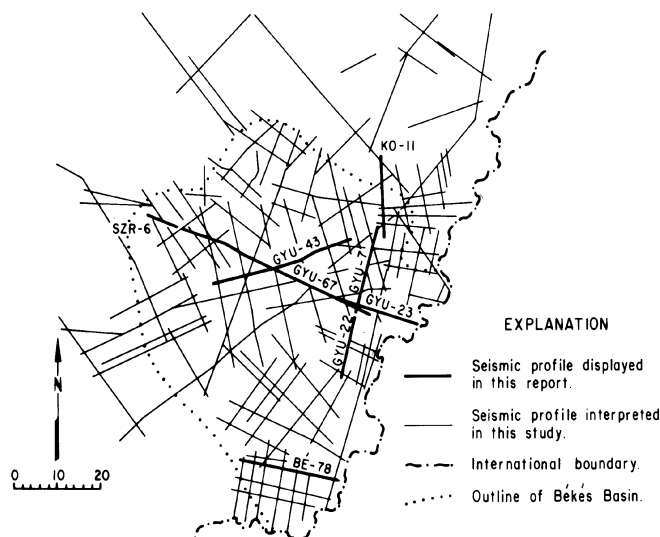 KO-11
SZR-6
GYU-43
GYU-67
GYU-7
GYU-23
GYU-22
BÉ-78
N
0 10 20
EXPLANATION
Seismic profile displayed
in this report.
Seismic profile interpreted
in this study.
International boundary.
Outline of Békés Basin.